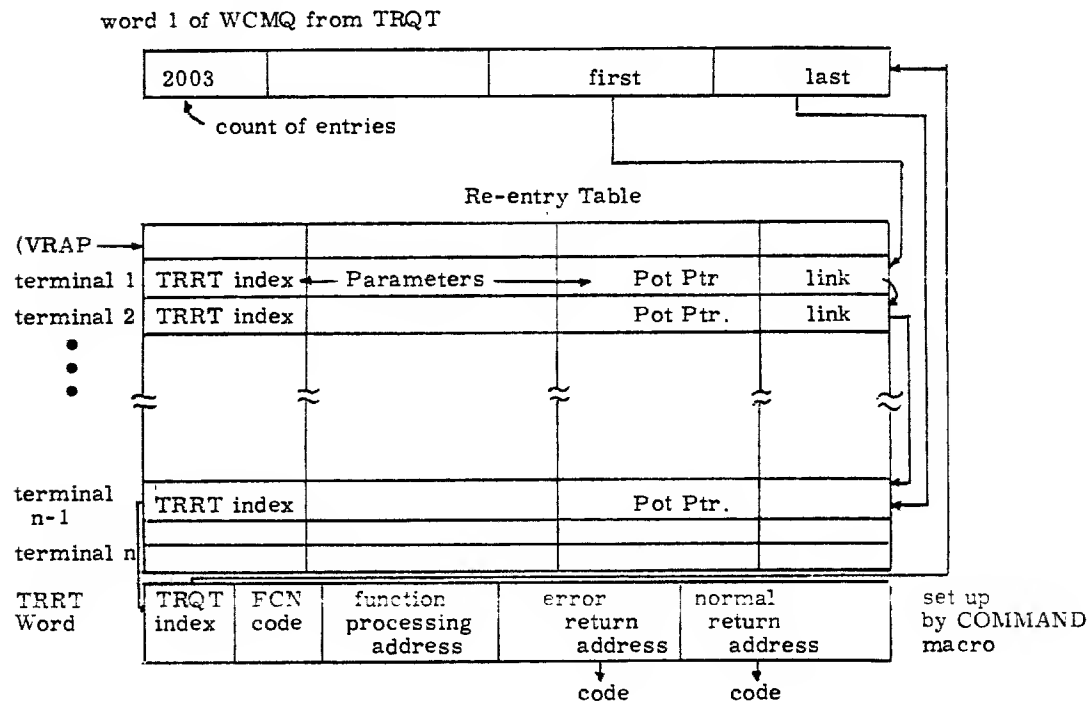 word 1 of WCMQ from TRQT
2003 first last
count of entries
Re-entry Table
(VRAP
terminal 1 TRRT index Parameters Pot Ptr link
terminal 2 TRRT index Pot Ptr. link
terminal
n-1
TRRT index Pot Ptr.
terminal n
TRRT
Word
TRQT
index
FCN
code
function
processing
address
error
return
address
normal
return
address
set up
by COMMAND
macro
code code